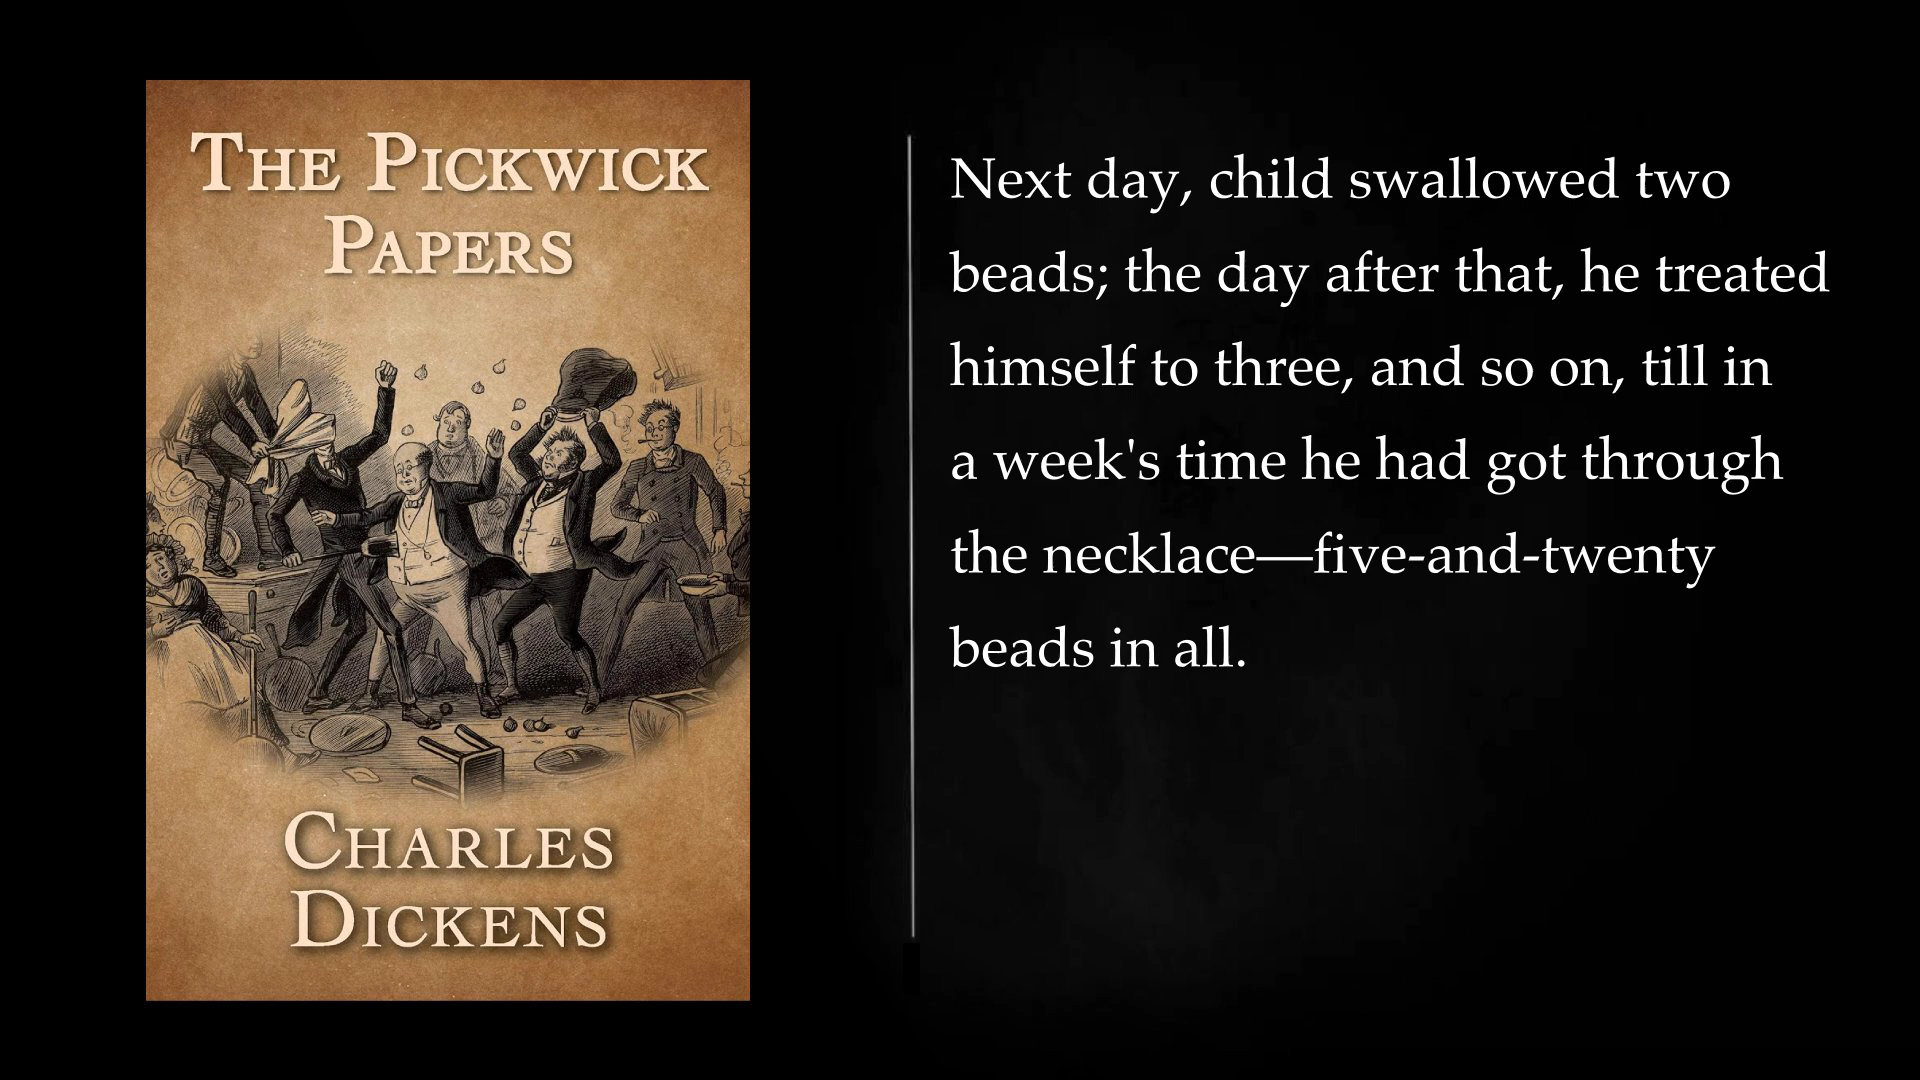 The Pickwick
Papers
Charles
Dickens
Next day, child swallowed two
beads; the day after that, he treated
himself to three, and so on, till in
a week's time he had got through
the necklace—five-and-twenty
beads in all.